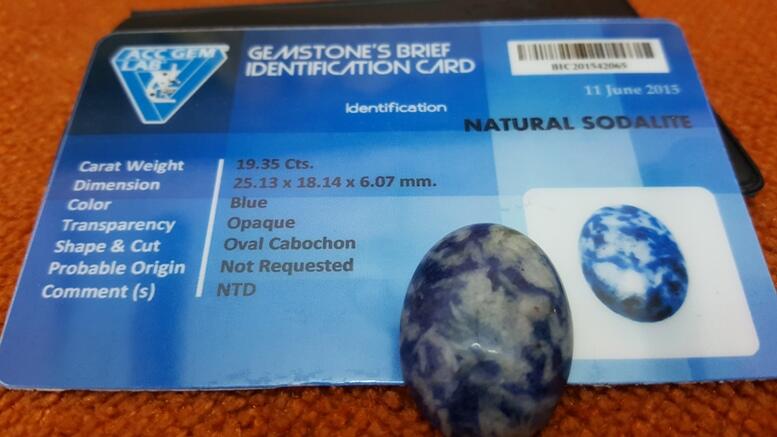 ACC GEM
LAB
GEMSTONE'S BRIEF
IDENTIFICATION CARD
BIC201542065
11 June 2015
Identification
NATURAL SODALITE
Carat Weight 19.35 Cts.
Dimension 25.13 x 18.14 x 6.07 mm.
Color Blue
Transparency Opaque
Shape & Cut Oval Cabochon
Probable Origin Not Requested
Comment (s) NTD